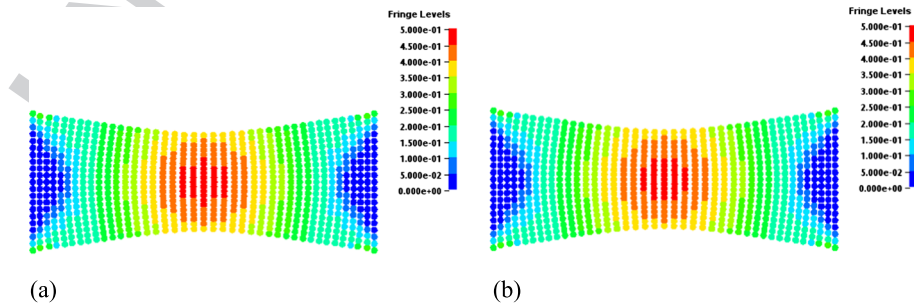 Fringe Levels
5.000e-01
4.500e-01
4.000e-01
3.500e-01
3.000e-01
2.500e-01
2.000e-01
1.500e-01
1.000e-01
5.000e-02
0.000e+00
(a)
Fringe Levels
5.000e-01
4.500e-01
4.000e-01
3.500e-01
3.000e-01
2.500e-01
2.000e-01
1.500e-01
1.000e-01
5.000e-02
0.000e+00
(b)